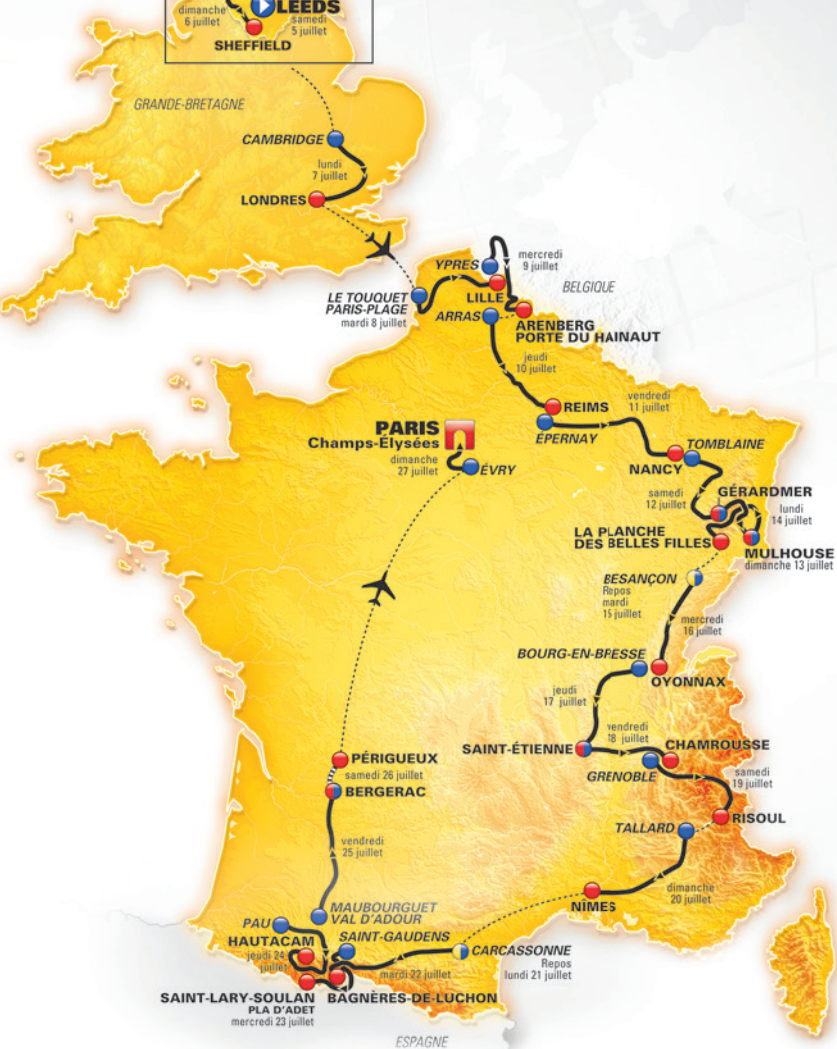 dimanche
6 juillet
LEEDS
samedi
5 juillet
SHEFFIELD
GRANDE-BRETAGNE
CAMBRIDGE
lundi
7 juillet
LONDRES
YPRES
mercredi
9 juillet
BELGIQUE
LE TOUQUET
PARIS-PLAGE
mardi 8 juillet
LILLE
ARRAS
ARENBERG
PORTE DU HAINAUT
jeudi
10 juillet
REIMS
vendredi
11 juillet
PARIS
Champs-Élysées
dimanche
27 juillet
ÉVRY
ÉPERNAY
NANCY
TOMBLAINE
samedi
12 juillet
GÉRARDMER
lundi
14 juillet
LA PLANCHE
DES BELLES FILLES
MULHOUSE
dimanche 13 juillet
BESANÇON
Repos
mardi
15 juillet
mercredi
16 juillet
BOURG-EN-BRESSE
OYONNAX
jeudi
17 juillet
vendredi
18 juillet
SAINT-ÉTIENNE
CHAMROUSSE
GRENOBLE
samedi
19 juillet
RISOUL
TALLARD
PÉRIGUEUX
samedi 26 juillet
BERGERAC
vendredi
25 juillet
dimanche
20 juillet
NÎMES
MAUBOURGUET
VAL D'ADOUR
PAU
SAINT-GAUDENS
HAUTACAM
jeudi 24
juillet
CARCASSONNE
Repos
lundi 21 juillet
mardi 22 juillet
SAINT-LARY-SOULAN
PLA D'ADET
mercredi 23 juillet
BAGNÈRES-DE-LUCHON
ESPAGNE